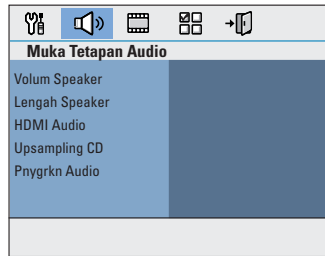 Muka Tetapan Audio
Volum Speaker
Lengah Speaker
HDMI Audio
Upsampling CD
Pnygrkn Audio